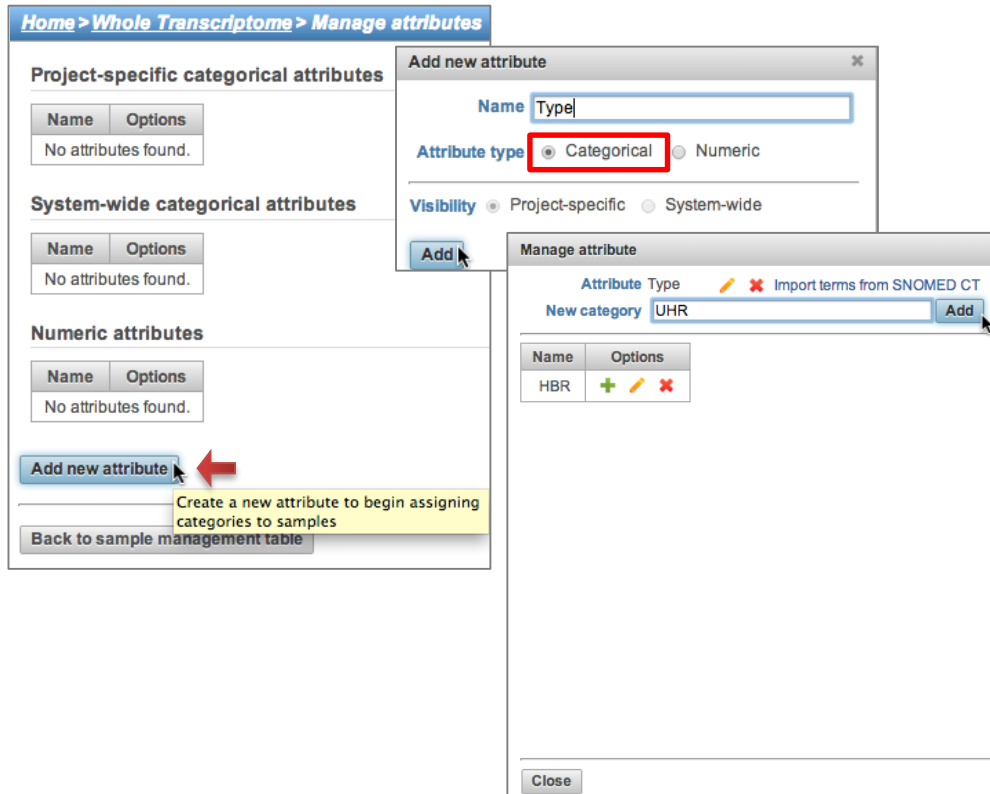 Home > Whole Transcriptome > Manage attributes
Project-specific categorical attributes
Name Options
No attributes found.
System-wide categorical attributes
Name Options
No attributes found.
Numeric attributes
Name Options
No attributes found.
Add new attribute
Create a new attribute to begin assigning
categories to samples
Back to sample management table
Add new attribute
Name Type
Attribute type Categorical Numeric
Visibility Project-specific System-wide
Add
Manage attribute
Attribute Type Import terms from SNOMED CT
New category UHR Add
Name Options
HBR
Close